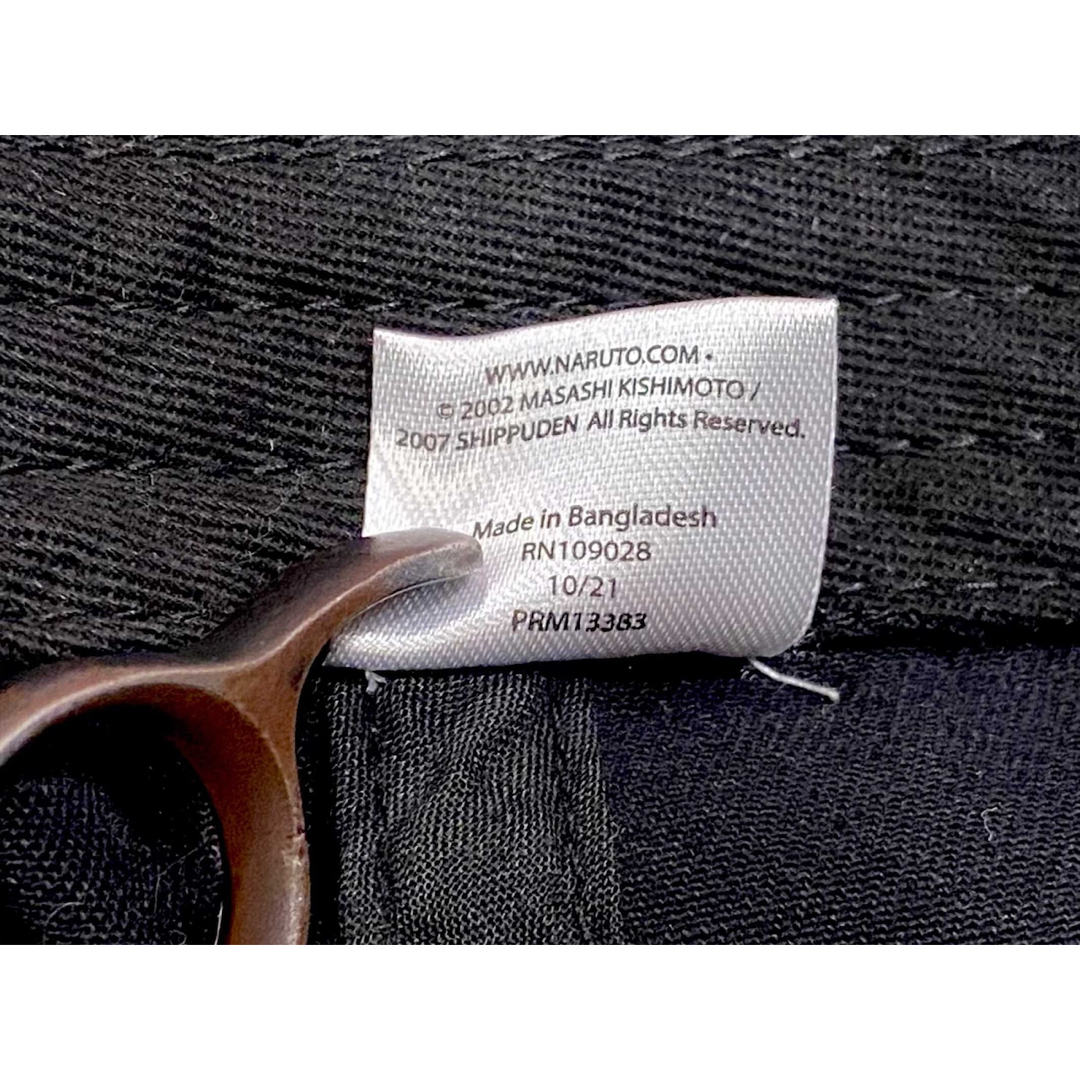 WWW.NARUTO.COM •
© 2002 MASASHI KISHIMOTO /
2007 SHIPPUDEN All Rights Reserved.
Made in Bangladesh
RN109028
10/21
PRM13383